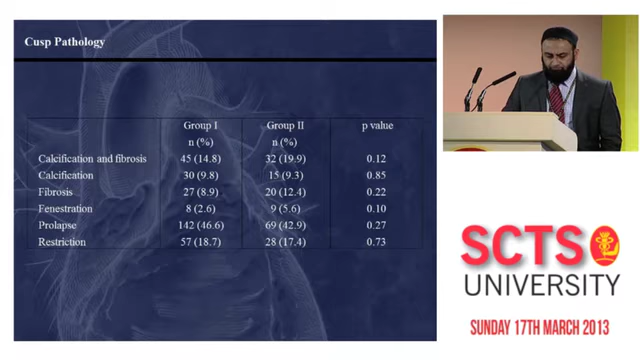 Cusp Pathology
Group I Group II p value
n (%) n (%)
Calcification and fibrosis 45 (14.8) 32 (19.9) 0.12
Calcification 30 (9.8) 15 (9.3) 0.85
Fibrosis 27 (8.9) 20 (12.4) 0.22
Fenestration 8 (2.6) 9 (5.6) 0.10
Prolapse 142 (46.6) 69 (42.9) 0.27
Restriction 57 (18.7) 28 (17.4) 0.73
SCTS
UNIVERSITY
SUNDAY 17TH MARCH 2013